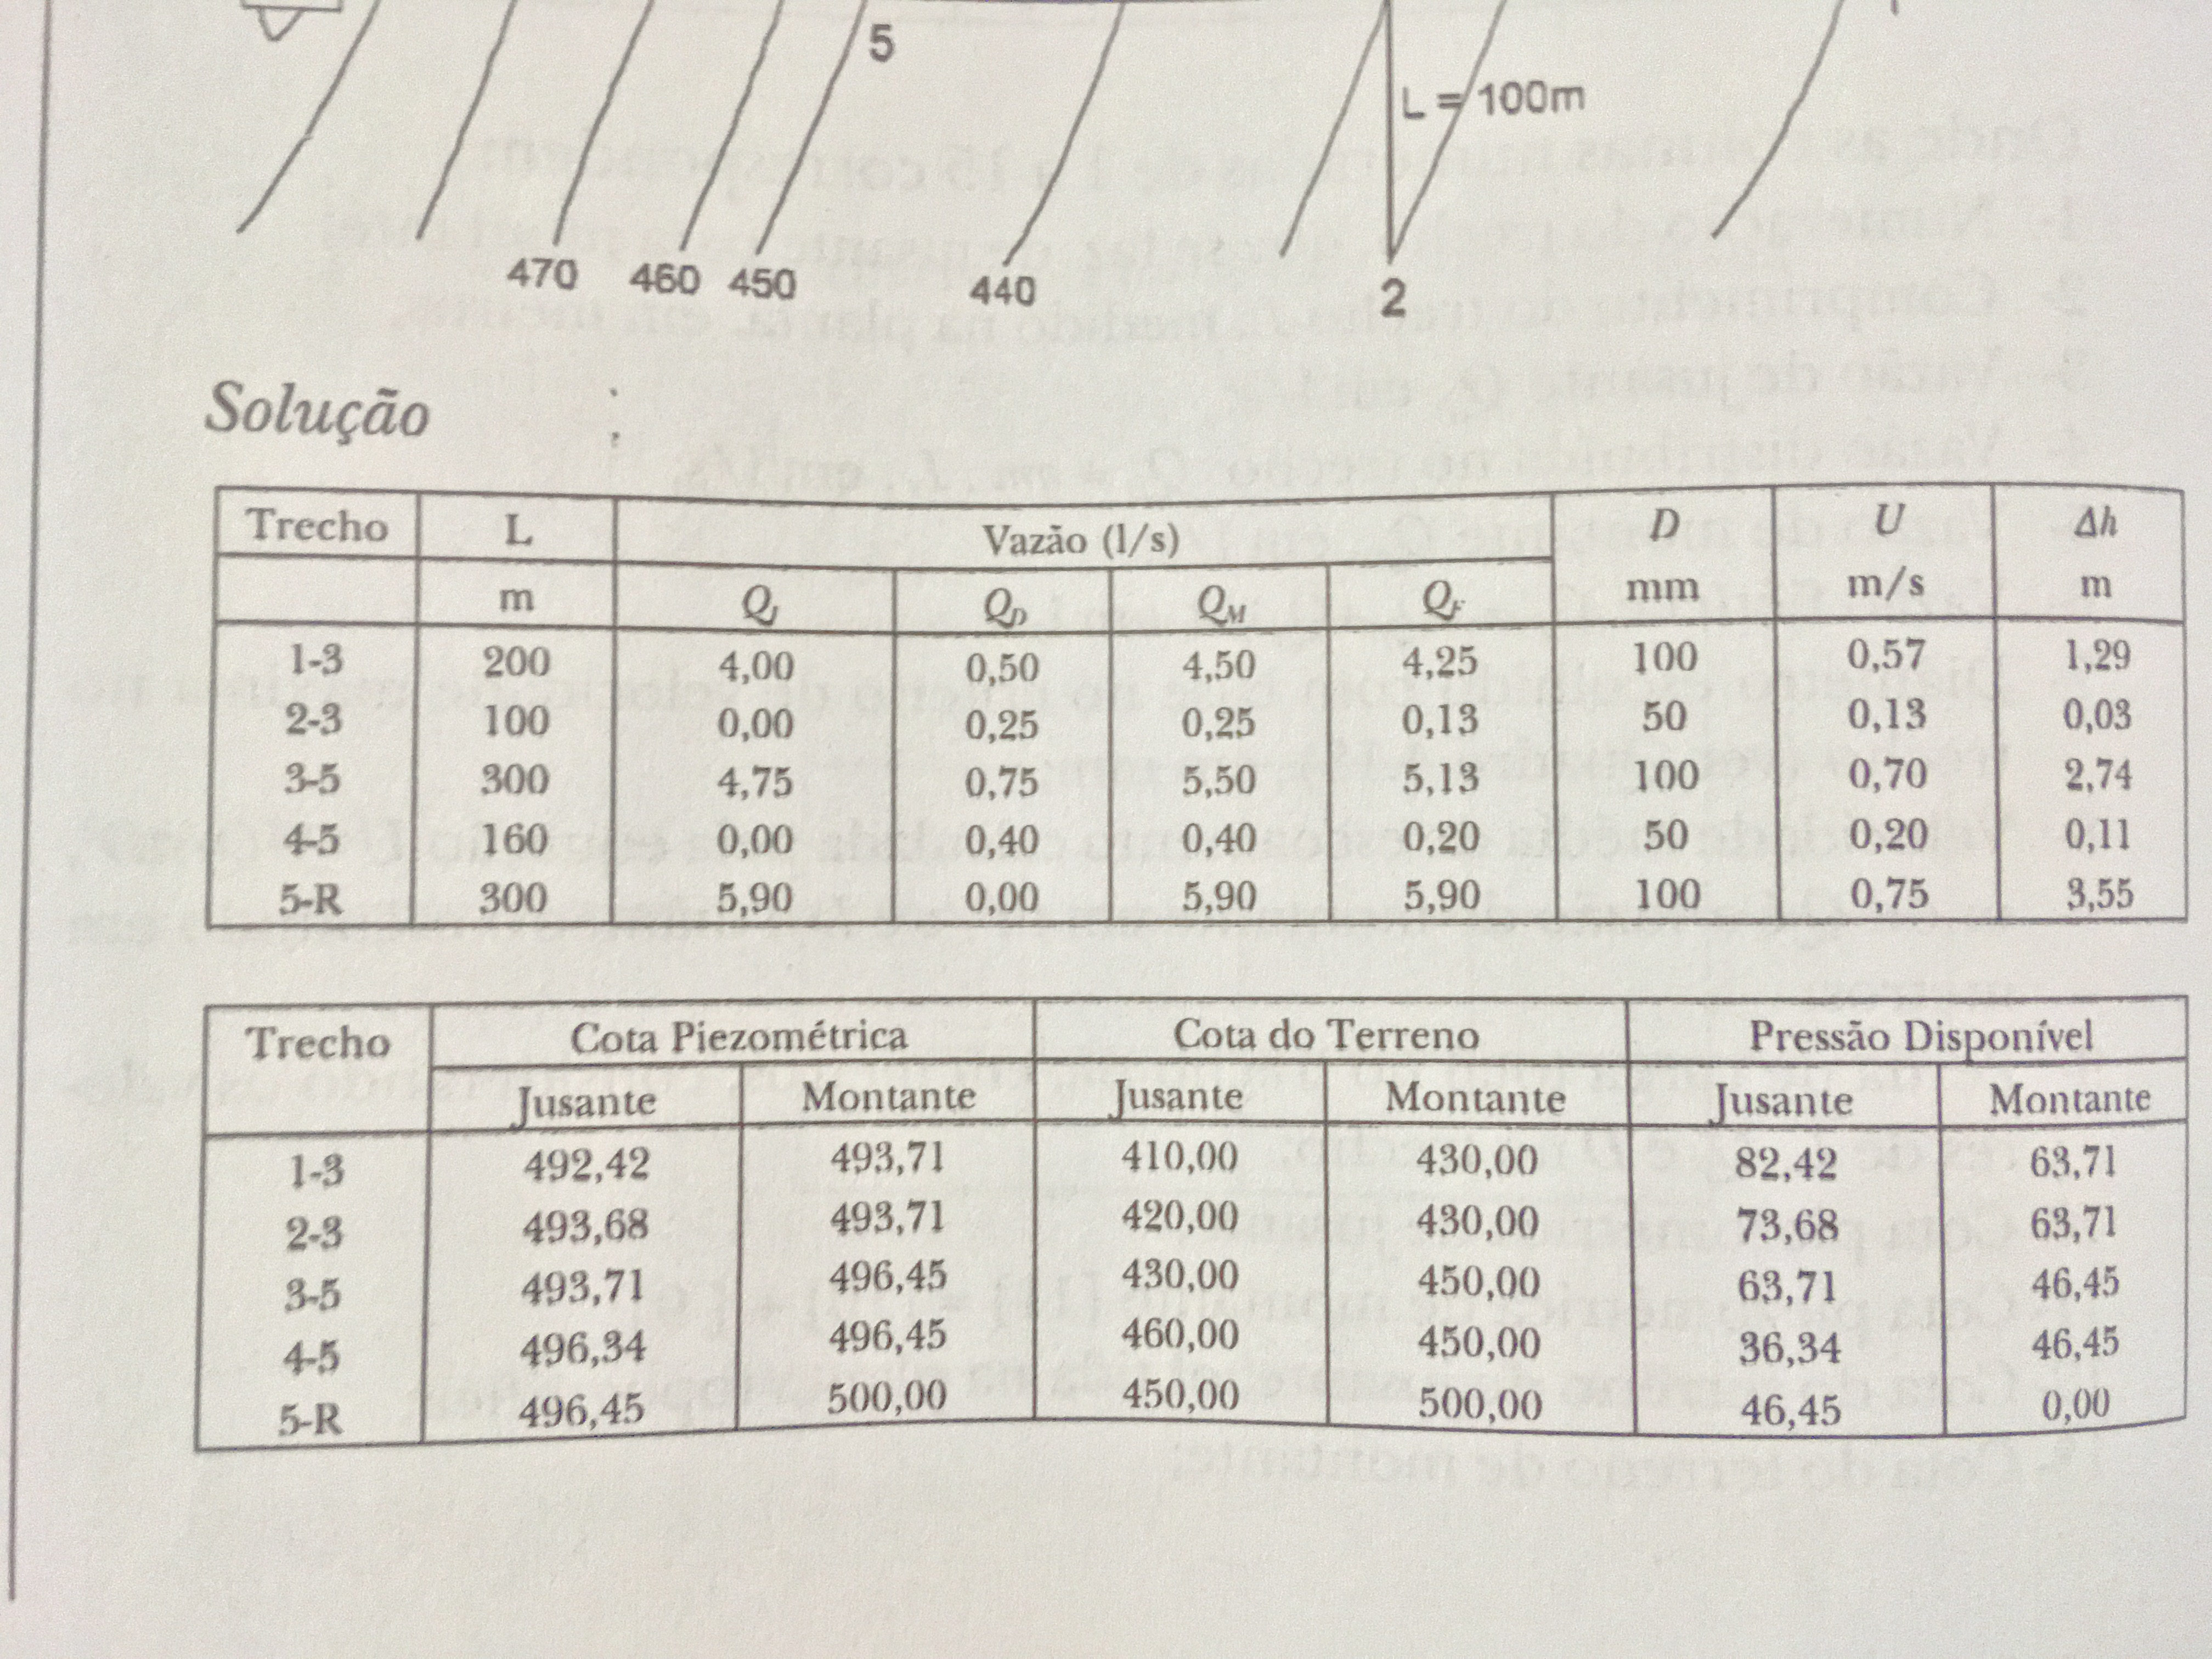 5
L = 100m
470 460 450 440 2
Solução
Trecho L Vazão (l/s) D U Δh
m Q_J Q_D Q_M Q_F mm m/s m
1-3 200 4,00 0,50 4,50 4,25 100 0,57 1,29
2-3 100 0,00 0,25 0,25 0,13 50 0,13 0,03
3-5 300 4,75 0,75 5,50 5,13 100 0,70 2,74
4-5 160 0,00 0,40 0,40 0,20 50 0,20 0,11
5-R 300 5,90 0,00 5,90 5,90 100 0,75 3,55
Trecho Cota Piezométrica Cota do Terreno Pressão Disponível
Jusante Montante Jusante Montante Jusante Montante
1-3 492,42 493,71 410,00 430,00 82,42 63,71
2-3 493,68 493,71 420,00 430,00 73,68 63,71
3-5 493,71 496,45 430,00 450,00 63,71 46,45
4-5 496,34 496,45 460,00 450,00 36,34 46,45
5-R 496,45 500,00 450,00 500,00 46,45 0,00